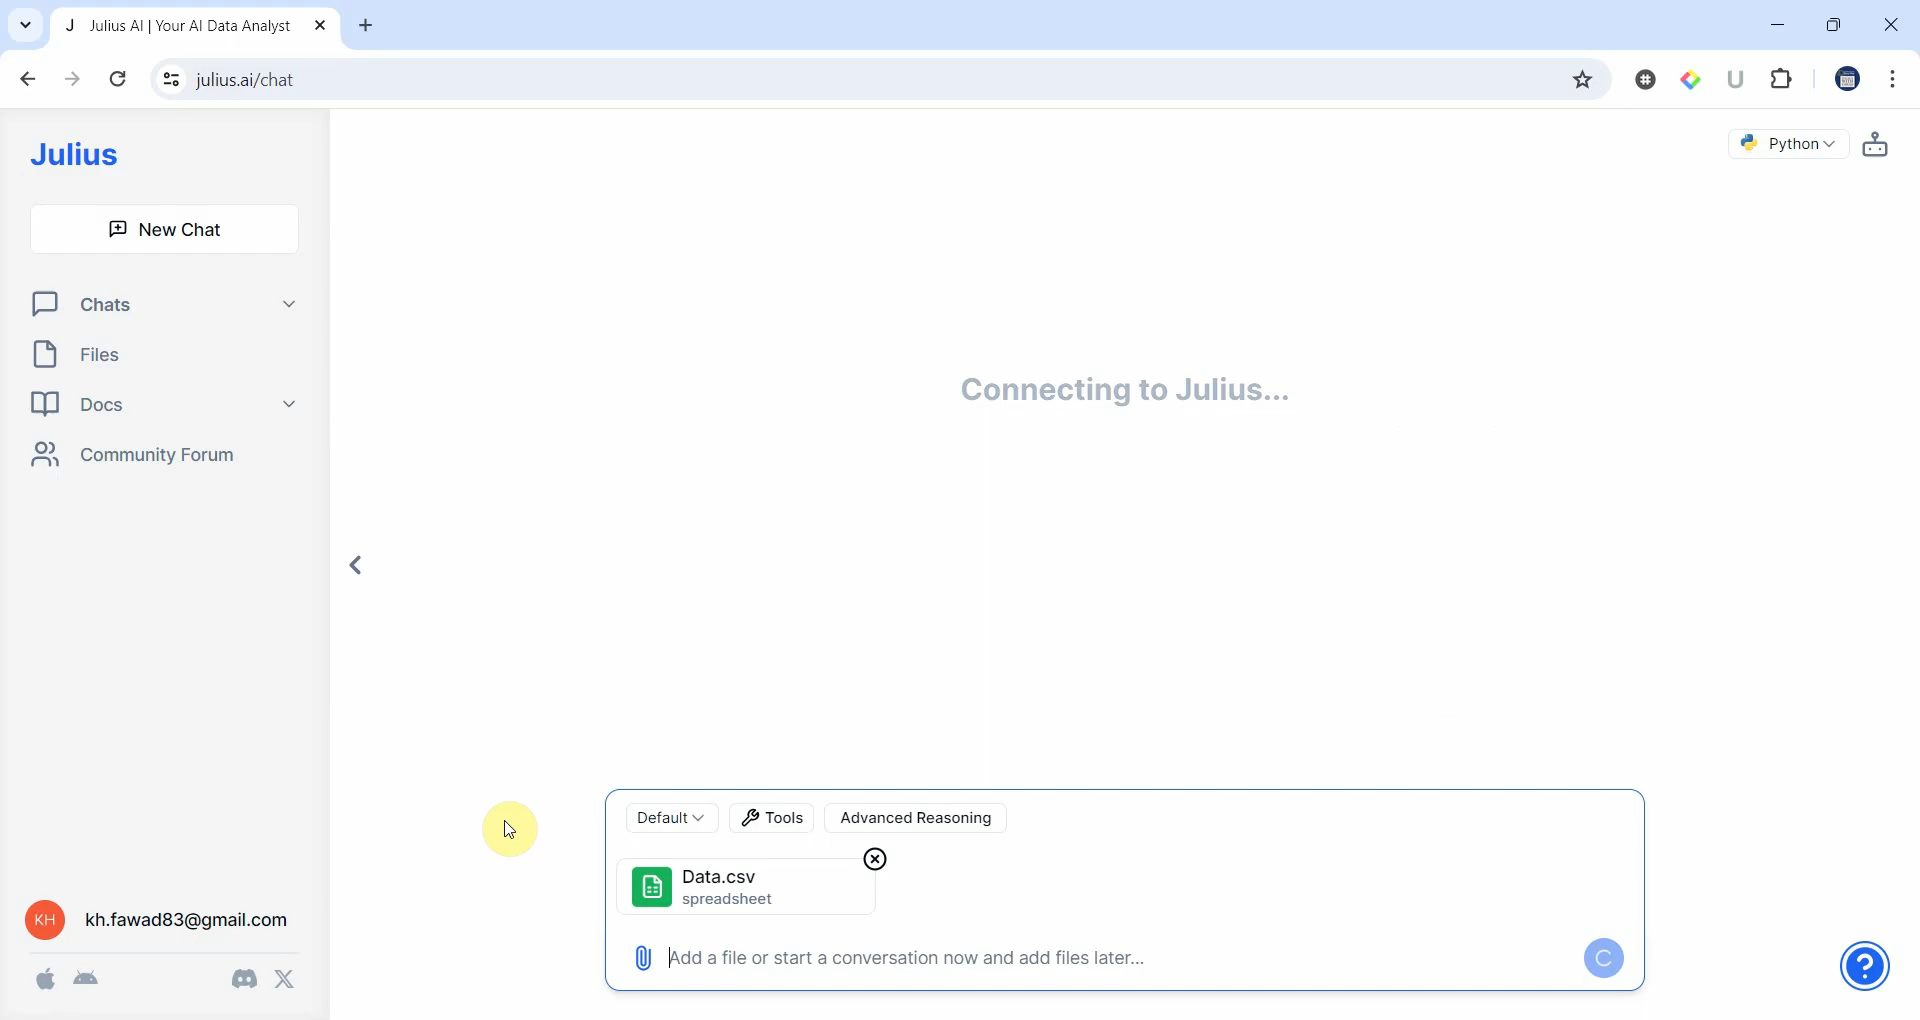 J Julius AI | Your AI Data Analyst
julius.ai/chat
U
Julius
Python
New Chat
Chats
Files
Docs
Community Forum
Connecting to Julius...
Default
Tools
Advanced Reasoning
Data.csv
spreadsheet
Add a file or start a conversation now and add files later...
KH
kh.fawad83@gmail.com